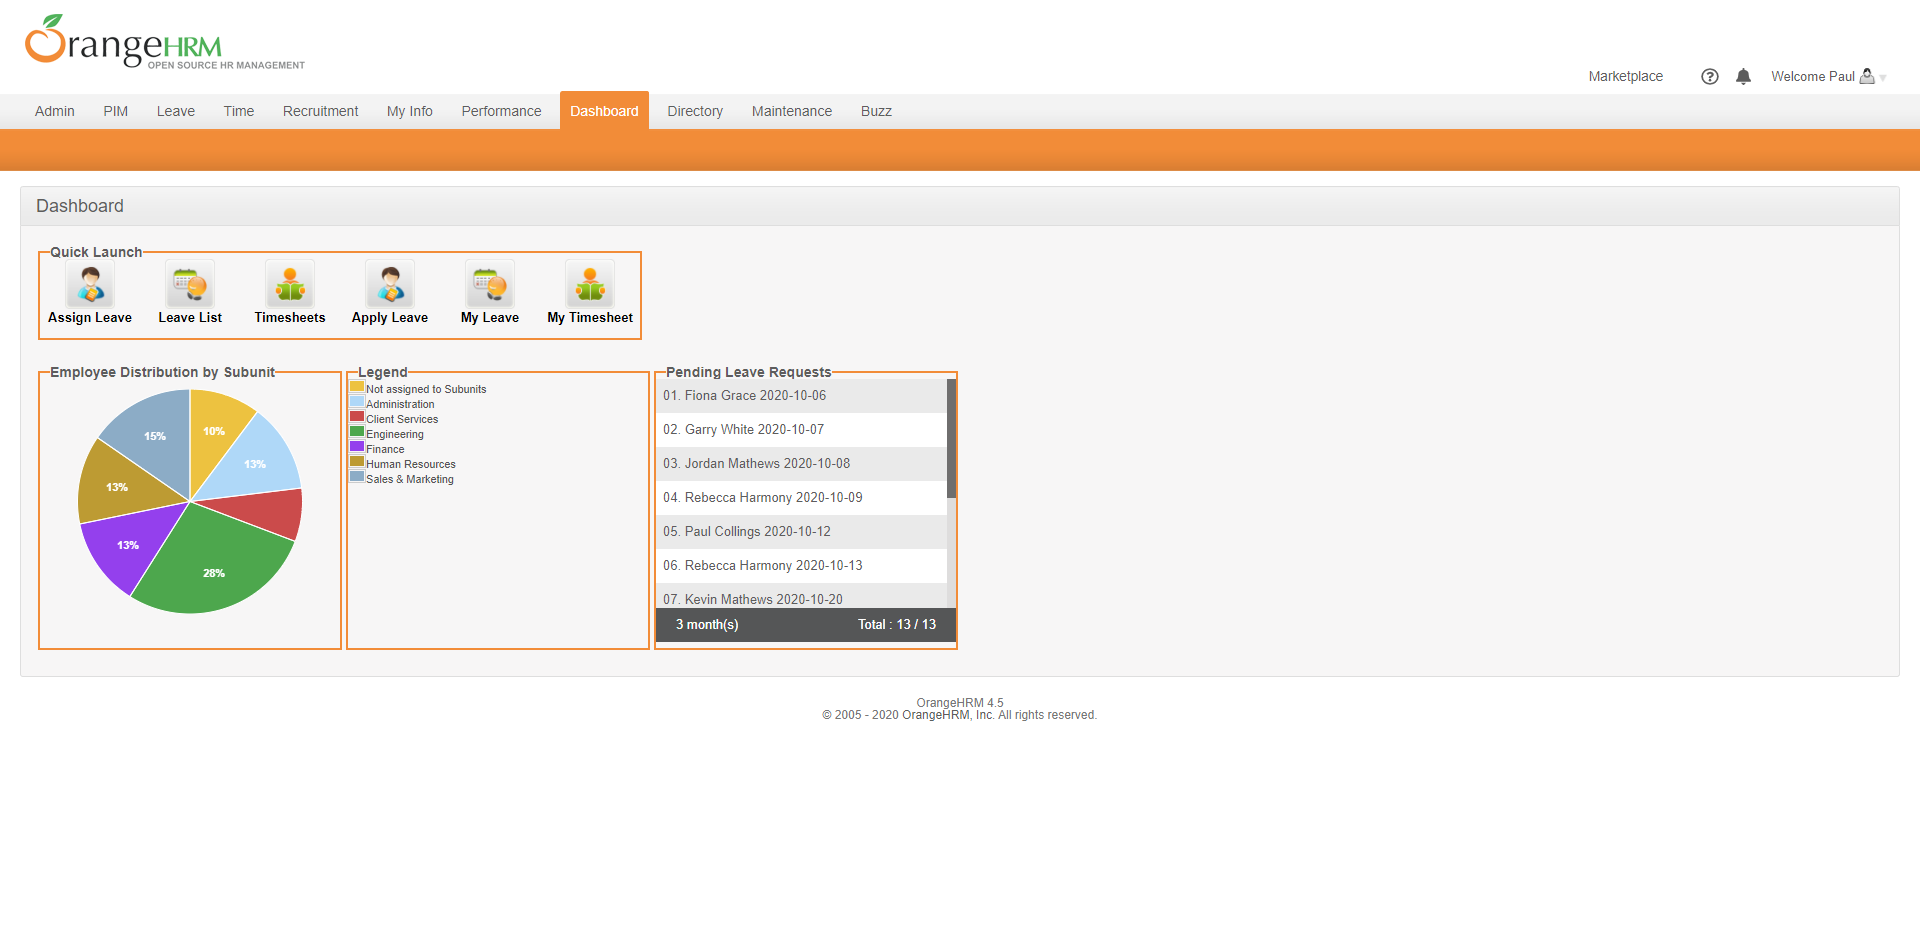 OrangeHRM
OPEN SOURCE HR MANAGEMENT
Marketplace
Welcome Paul
Admin PIM Leave Time Recruitment My Info Performance Dashboard Directory Maintenance Buzz
Dashboard
Quick Launch
Assign Leave Leave List Timesheets Apply Leave My Leave My Timesheet
Employee Distribution by Subunit
10%
13%
28%
13%
13%
15%
Legend
Not assigned to Subunits
Administration
Client Services
Engineering
Finance
Human Resources
Sales & Marketing
Pending Leave Requests
01. Fiona Grace 2020-10-06
02. Garry White 2020-10-07
03. Jordan Mathews 2020-10-08
04. Rebecca Harmony 2020-10-09
05. Paul Collings 2020-10-12
06. Rebecca Harmony 2020-10-13
07. Kevin Mathews 2020-10-20
3 month(s) Total : 13 / 13
OrangeHRM 4.5
© 2005 - 2020 OrangeHRM, Inc. All rights reserved.